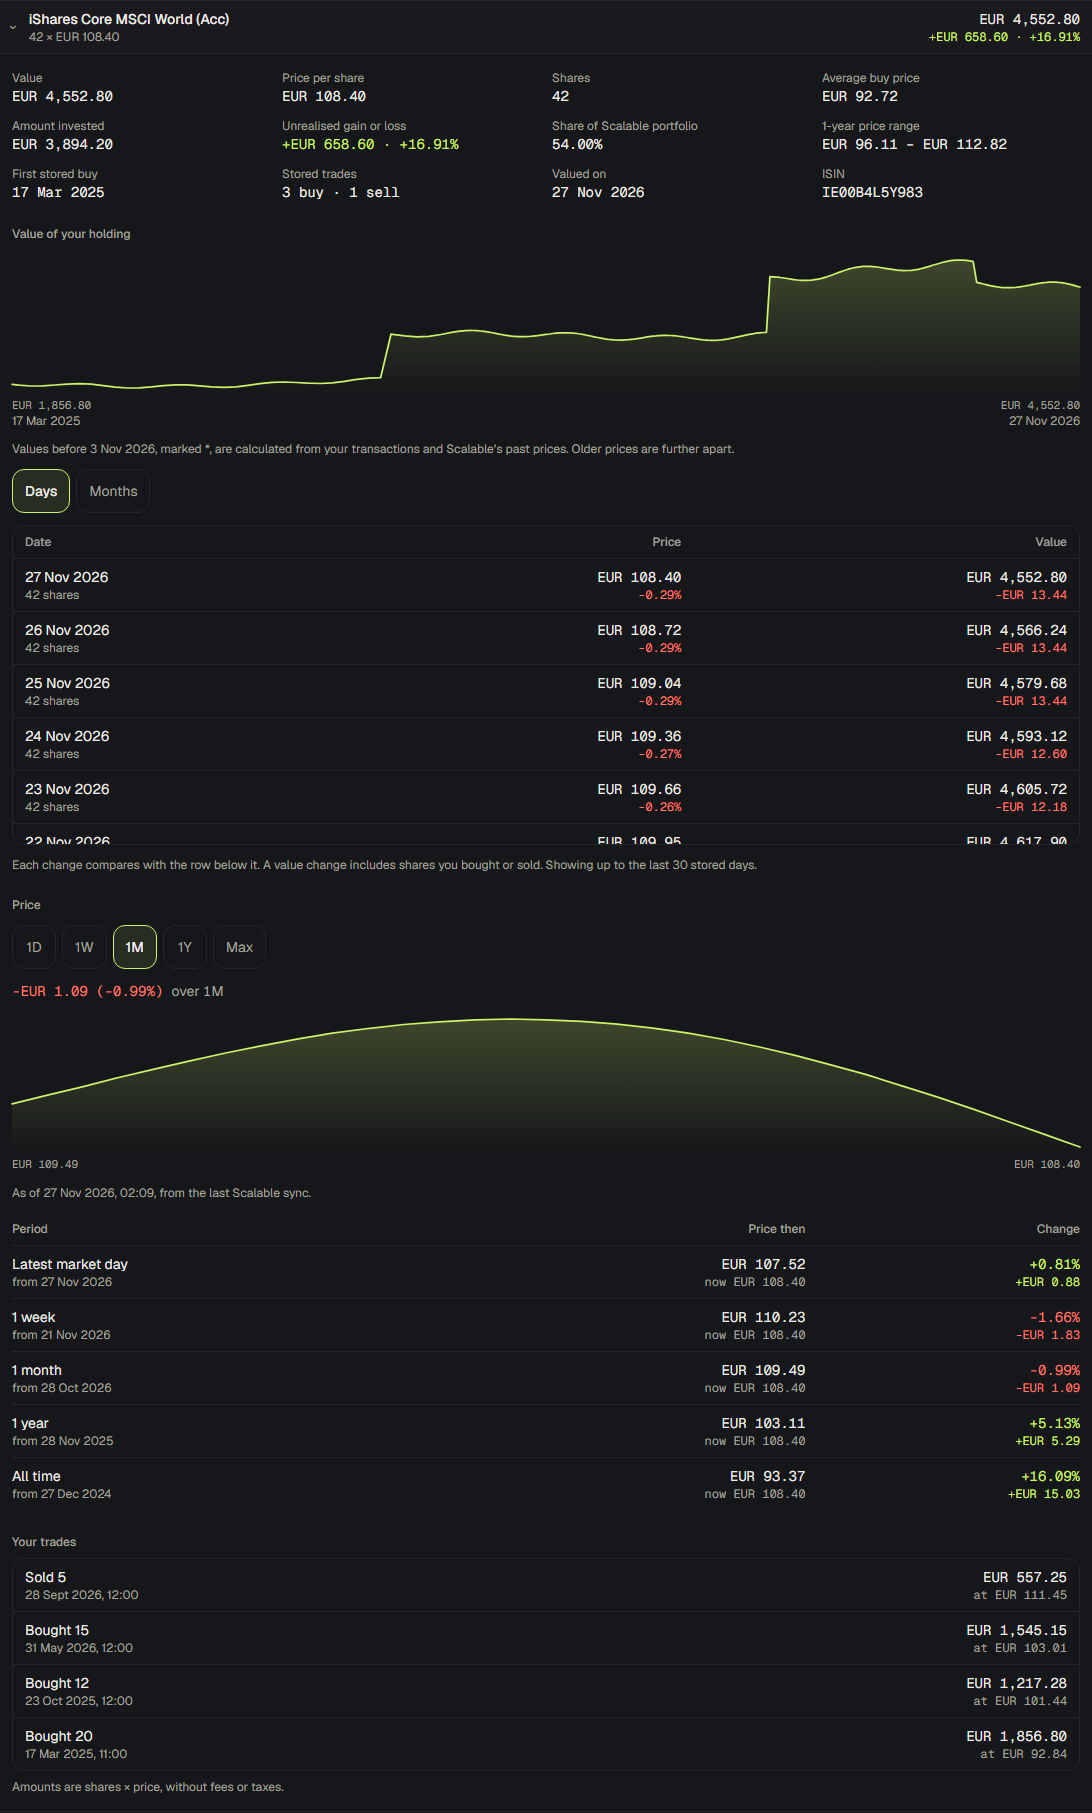 iShares Core MSCI World (Acc)
EUR 4,552.80
42 × EUR 108.40
+EUR 658.60 · +16.91%
Value
Price per share
Shares
Average buy price
EUR 4,552.80
EUR 108.40
42
EUR 92.72
Amount invested
Unrealised gain or loss
Share of Scalable portfolio
1-year price range
EUR 3,894.20
+EUR 658.60 · +16.91%
54.00%
EUR 96.11 – EUR 112.82
First stored buy
Stored trades
Valued on
ISIN
17 Mar 2025
3 buy · 1 sell
27 Nov 2026
IE00B4L5Y983
Value of your holding
EUR 1,856.80
EUR 4,552.80
17 Mar 2025
27 Nov 2026
Values before 3 Nov 2026, marked *, are calculated from your transactions and Scalable's past prices. Older prices are further apart.
Days
Months
Date
Price
Value
27 Nov 2026
EUR 108.40
EUR 4,552.80
42 shares
-0.29%
-EUR 13.44
26 Nov 2026
EUR 108.72
EUR 4,566.24
42 shares
-0.29%
-EUR 13.44
25 Nov 2026
EUR 109.04
EUR 4,579.68
42 shares
-0.29%
-EUR 13.44
24 Nov 2026
EUR 109.36
EUR 4,593.12
42 shares
-0.27%
-EUR 12.60
23 Nov 2026
EUR 109.66
EUR 4,605.72
42 shares
-0.26%
-EUR 12.18
22 Nov 2026
EUR 109.95
EUR 4,617.90
Each change compares with the row below it. A value change includes shares you bought or sold. Showing up to the last 30 stored days.
Price
1D
1W
1M
1Y
Max
-EUR 1.09 (-0.99%) over 1M
EUR 109.49
EUR 108.40
As of 27 Nov 2026, 02:09, from the last Scalable sync.
Period
Price then
Change
Latest market day
EUR 107.52
+0.81%
from 27 Nov 2026
now EUR 108.40
+EUR 0.88
1 week
EUR 110.23
-1.66%
from 21 Nov 2026
now EUR 108.40
-EUR 1.83
1 month
EUR 109.49
-0.99%
from 28 Oct 2026
now EUR 108.40
-EUR 1.09
1 year
EUR 103.11
+5.13%
from 28 Nov 2025
now EUR 108.40
+EUR 5.29
All time
EUR 93.37
+16.09%
from 27 Dec 2024
now EUR 108.40
+EUR 15.03
Your trades
Sold 5
EUR 557.25
28 Sept 2026, 12:00
at EUR 111.45
Bought 15
EUR 1,545.15
31 May 2026, 12:00
at EUR 103.01
Bought 12
EUR 1,217.28
23 Oct 2025, 12:00
at EUR 101.44
Bought 20
EUR 1,856.80
17 Mar 2025, 11:00
at EUR 92.84
Amounts are shares × price, without fees or taxes.